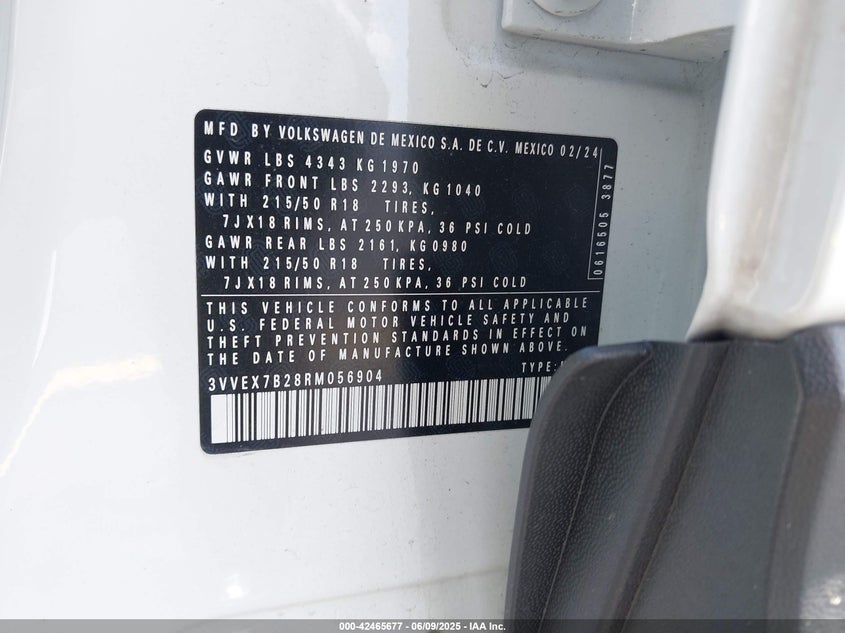 MFD BY VOLKSWAGEN DE MEXICO S.A. DE C.V. MEXICO 02/24
GVWR LBS 4343 KG 1970
GAWR FRONT LBS 2293, KG 1040
WITH 215/50 R18 TIRES,
7JX18 RIMS, AT 250 KPA, 36 PSI COLD
GAWR REAR LBS 2161, KG 0980
WITH 215/50 R18 TIRES,
7JX18 RIMS, AT 250 KPA, 36 PSI COLD
0616505 3877
THIS VEHICLE CONFORMS TO ALL APPLICABLE
U.S. FEDERAL MOTOR VEHICLE SAFETY AND
THEFT PREVENTION STANDARDS IN EFFECT ON
THE DATE OF MANUFACTURE SHOWN ABOVE.
3VVEX7B28RM056904
TYPE:
000-42465677 - 06/09/2025 - IAA Inc.